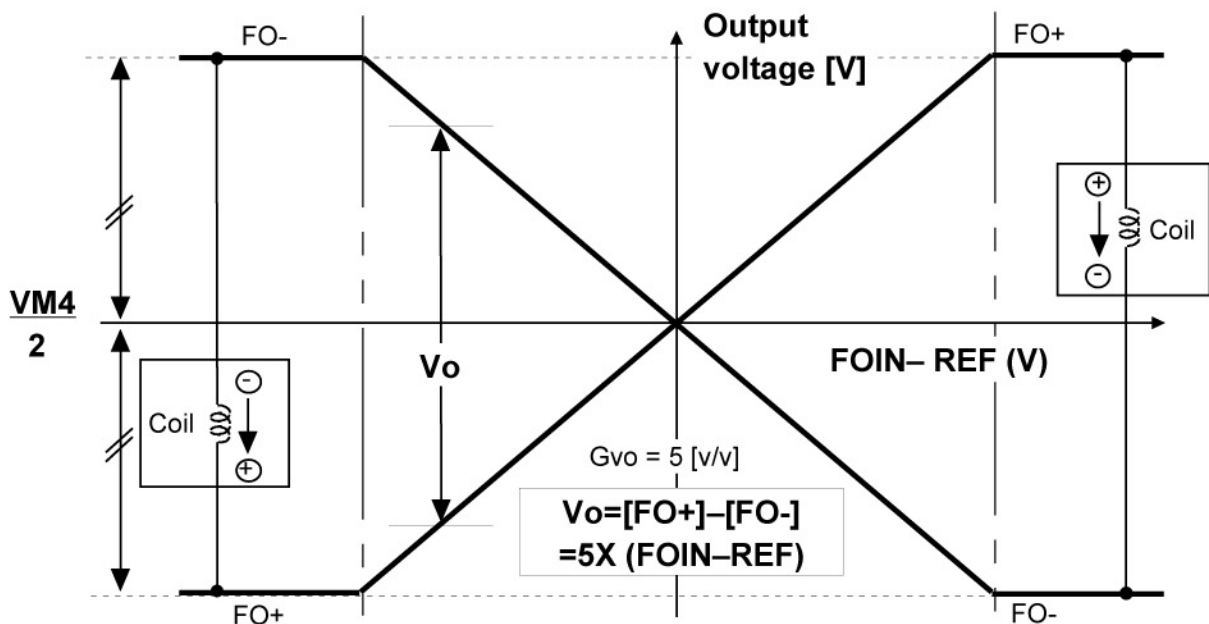 FO-
Output
voltage [V]
FO+
+
-
Coil
VM4
2
Vo
FOIN– REF (V)
Coil
-
+
Gvo = 5 [v/v]
Vo=[FO+]–[FO-]
=5X (FOIN–REF)
FO+
FO-